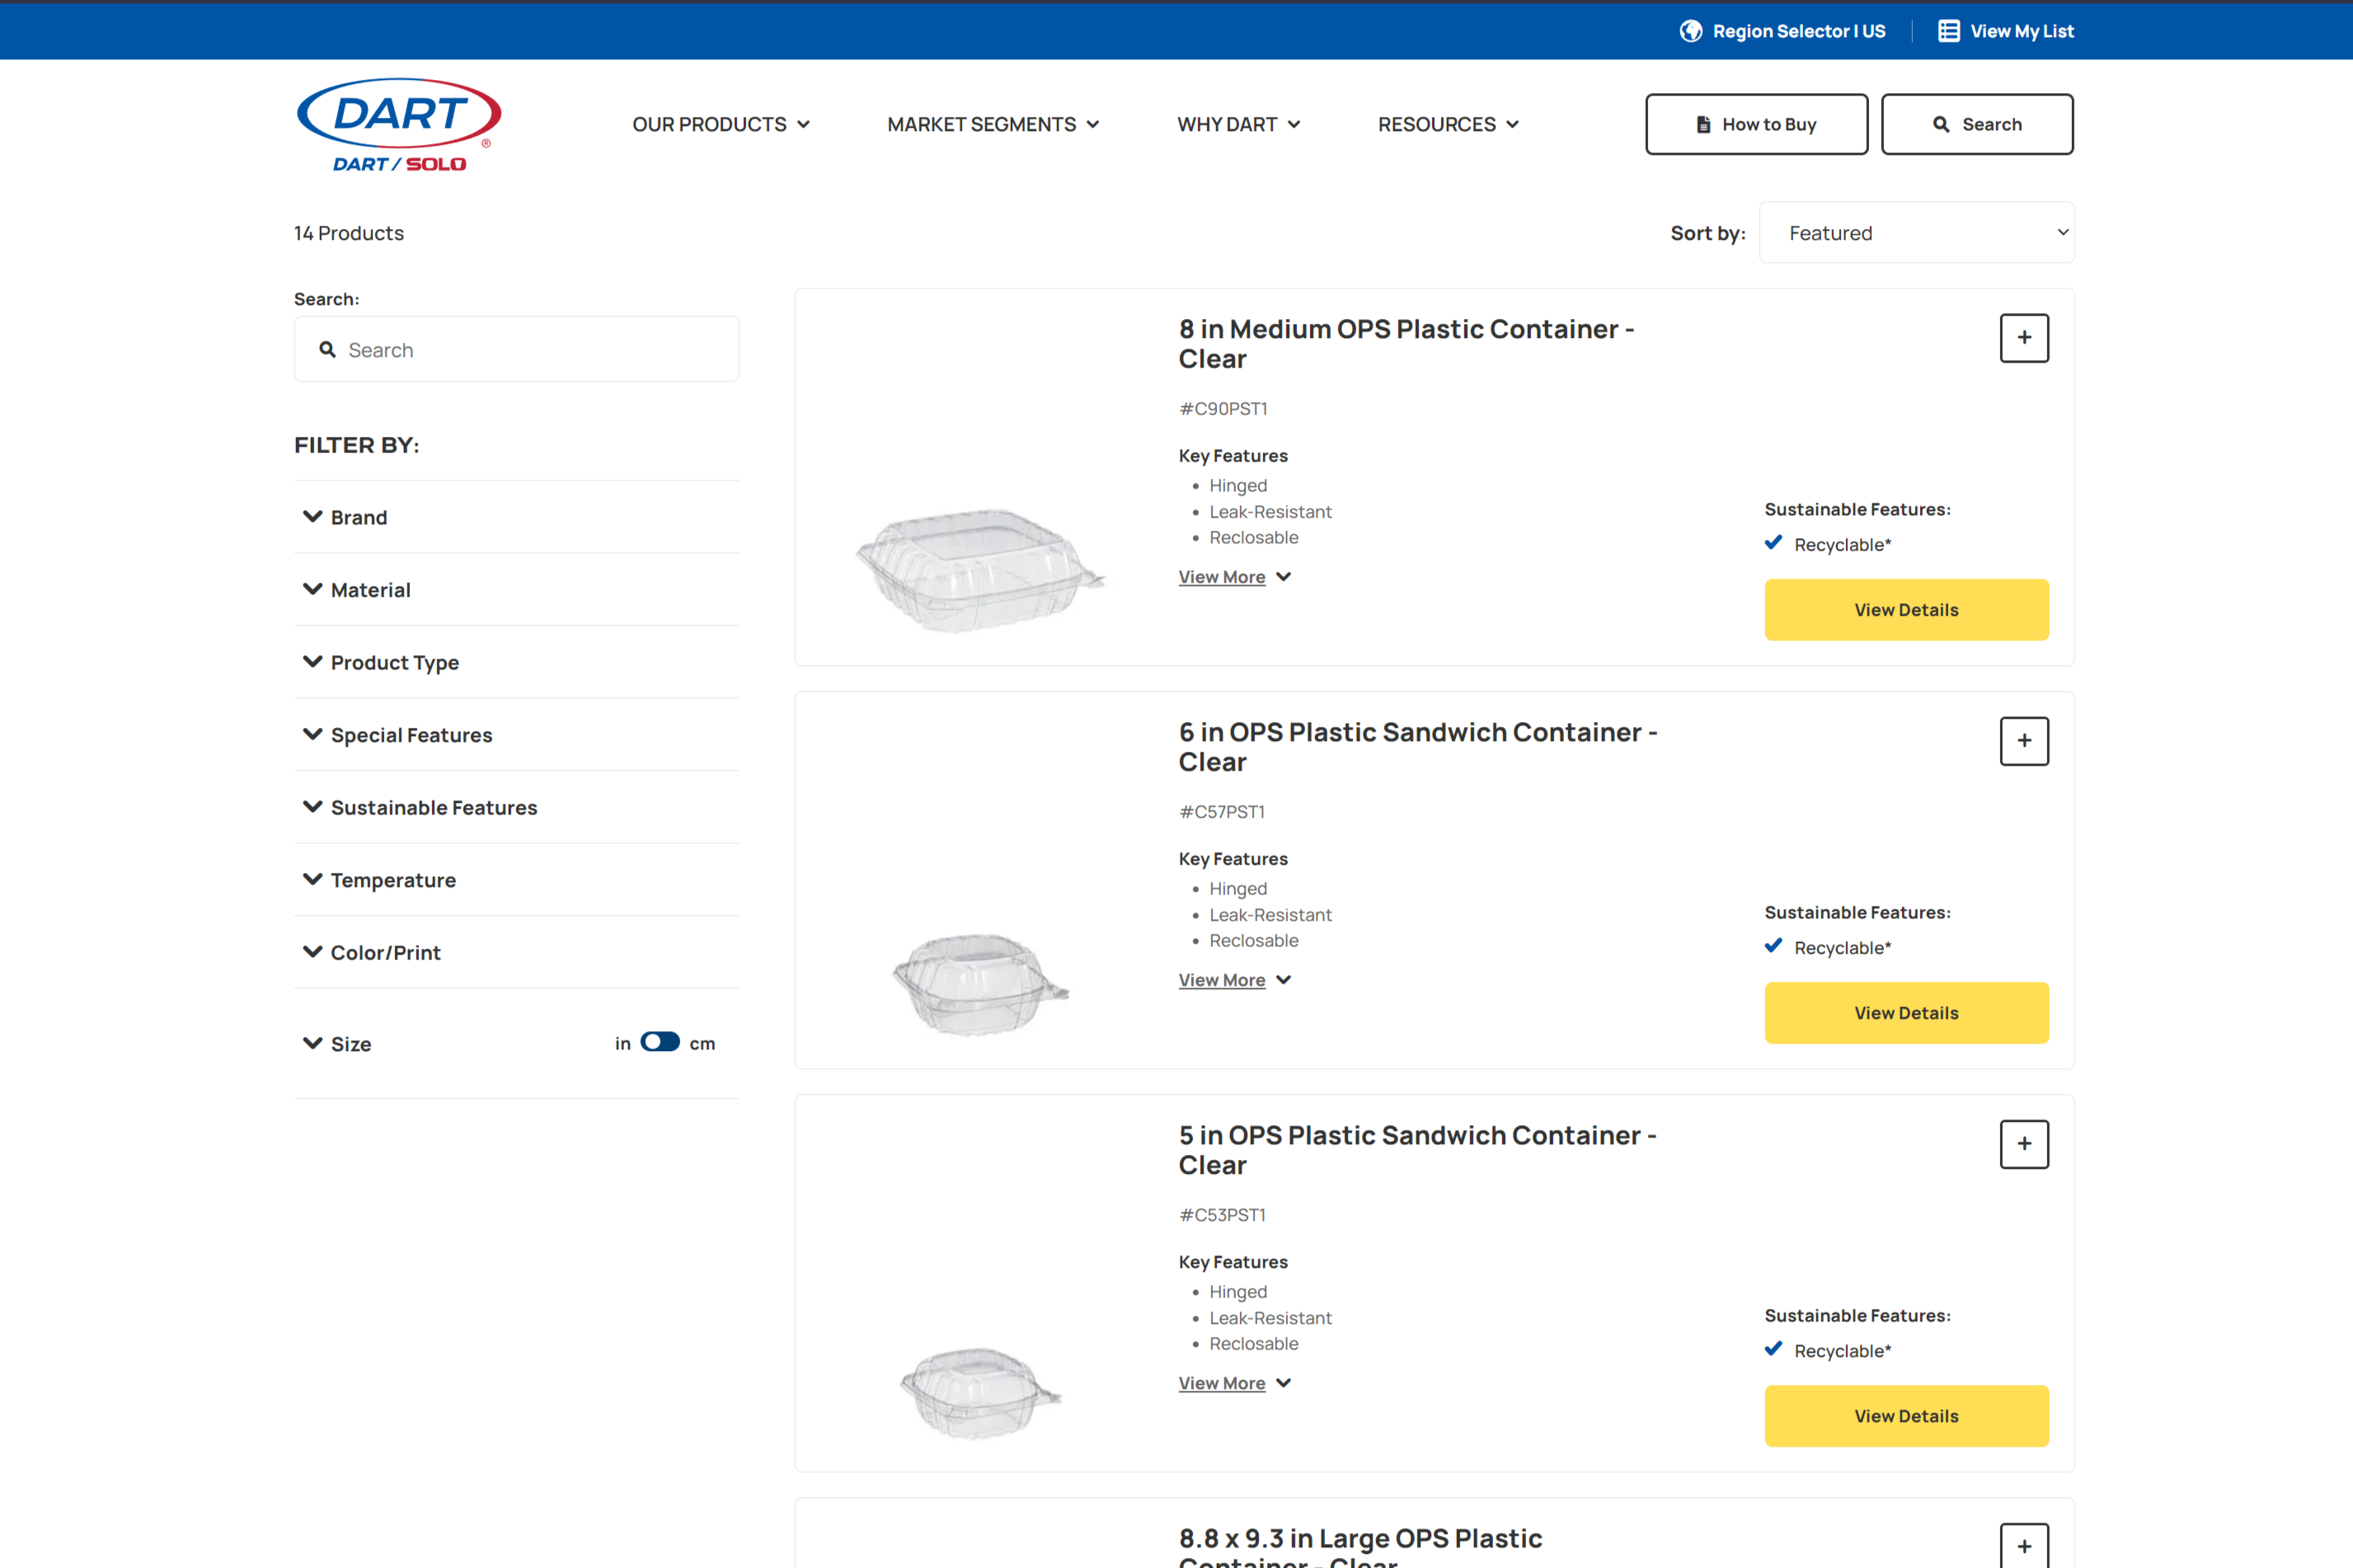 Region Selector | US
View My List
DART
®
DART / SOLO
OUR PRODUCTS
MARKET SEGMENTS
WHY DART
RESOURCES
How to Buy
Search
14 Products
Sort by:
Featured
Search:
Search
FILTER BY:
Brand
Material
Product Type
Special Features
Sustainable Features
Temperature
Color/Print
Size
in
cm
8 in Medium OPS Plastic Container -
Clear
+
#C90PST1
Key Features
• Hinged
• Leak-Resistant
• Reclosable
View More
Sustainable Features:
Recyclable*
View Details
6 in OPS Plastic Sandwich Container -
Clear
+
#C57PST1
Key Features
• Hinged
• Leak-Resistant
• Reclosable
View More
Sustainable Features:
Recyclable*
View Details
5 in OPS Plastic Sandwich Container -
Clear
+
#C53PST1
Key Features
• Hinged
• Leak-Resistant
• Reclosable
View More
Sustainable Features:
Recyclable*
View Details
8.8 x 9.3 in Large OPS Plastic
Container - Clear
+